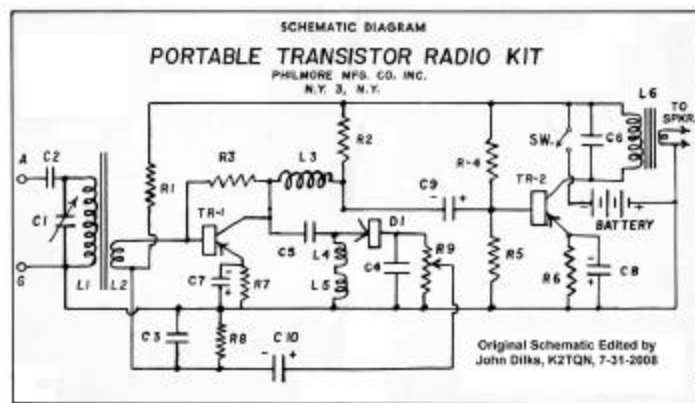 SCHEMATIC DIAGRAM
PORTABLE TRANSISTOR RADIO KIT
PHILMORE MFG. CO. INC.
N.Y. 3, N.Y.
L6
TO
SPKR.
A
C2
C1
G
L1
L2
R1
R3
L3
R2
TR-1
C5
D1
L4
L5
C4
R9
C7
R7
C3
R8
C10
C9
R-4
R5
TR-2
SW.
C6
BATTERY
R6
C8
- +
- +
- +
- +
- +
Original Schematic Edited by
John Dilks, K2TQN, 7-31-2008